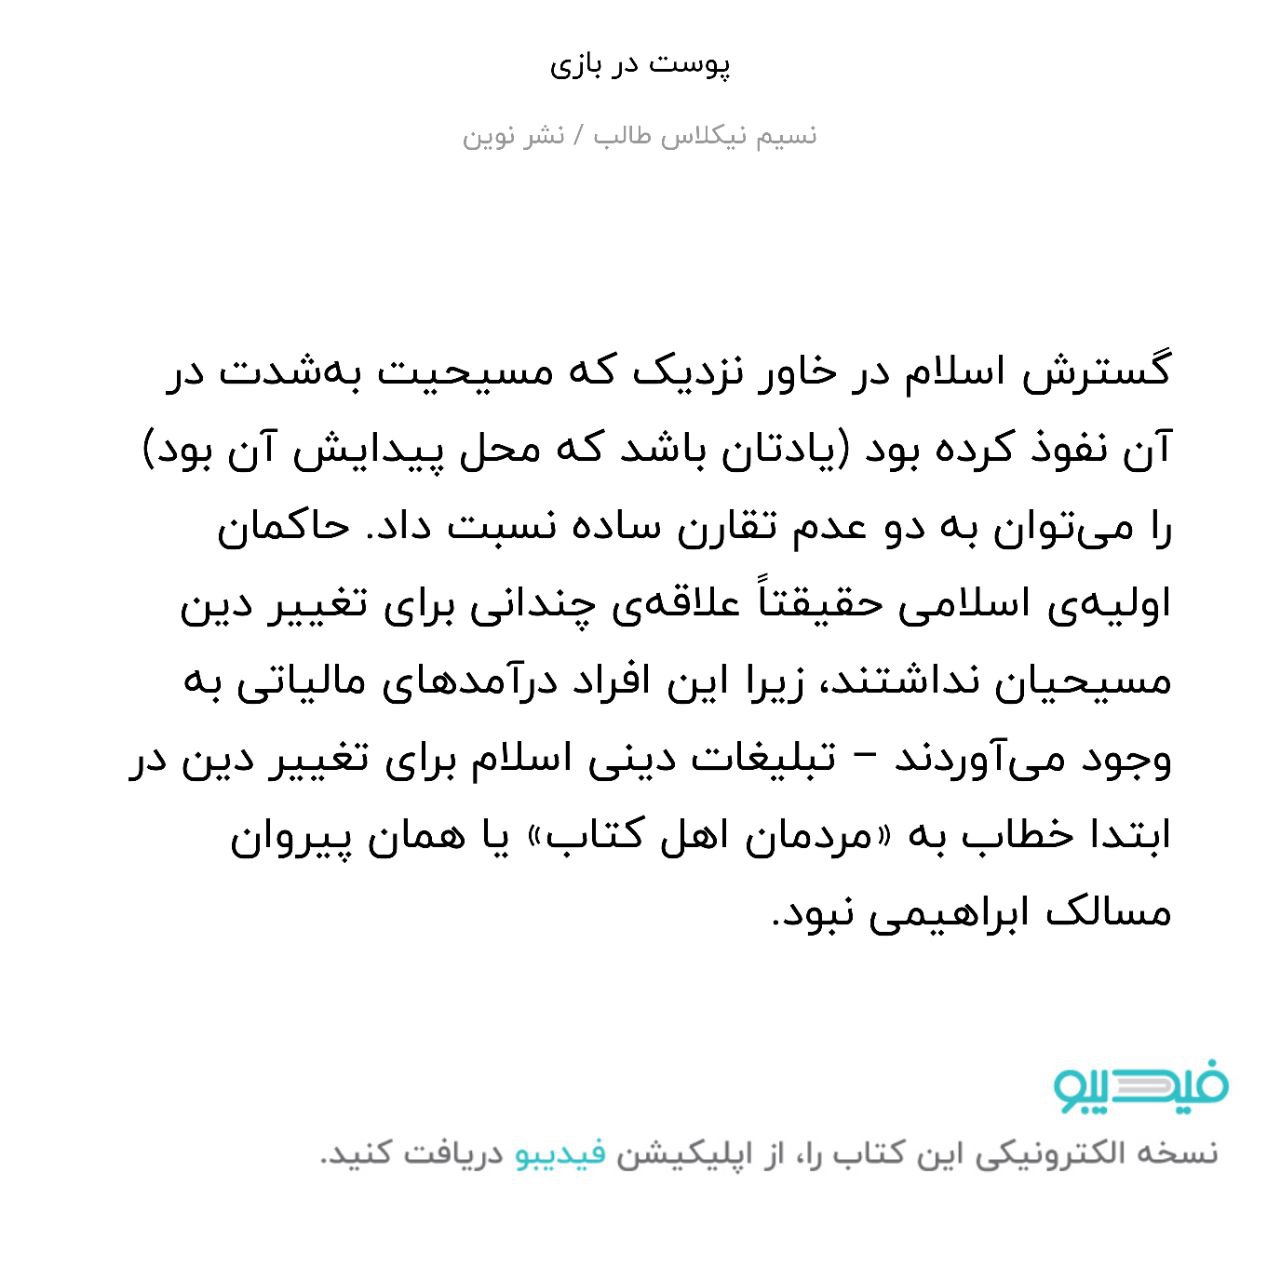 پوست در بازی
نسیم نیکلاس طالب / نشر نوین
گسترش اسلام در خاور نزدیک که مسیحیت به‌شدت در
آن نفوذ کرده بود (یادتان باشد که محل پیدایش آن بود)
را می‌توان به دو عدم تقارن ساده نسبت داد. حاکمان
اولیه‌ی اسلامی حقیقتاً علاقه‌ی چندانی برای تغییر دین
مسیحیان نداشتند، زیرا این افراد درآمدهای مالیاتی به
وجود می‌آوردند – تبلیغات دینی اسلام برای تغییر دین در
ابتدا خطاب به «مردمان اهل کتاب» یا همان پیروان
مسالک ابراهیمی نبود.
فیدیبو
نسخه الکترونیکی این کتاب را، از اپلیکیشن فیدیبو دریافت کنید.